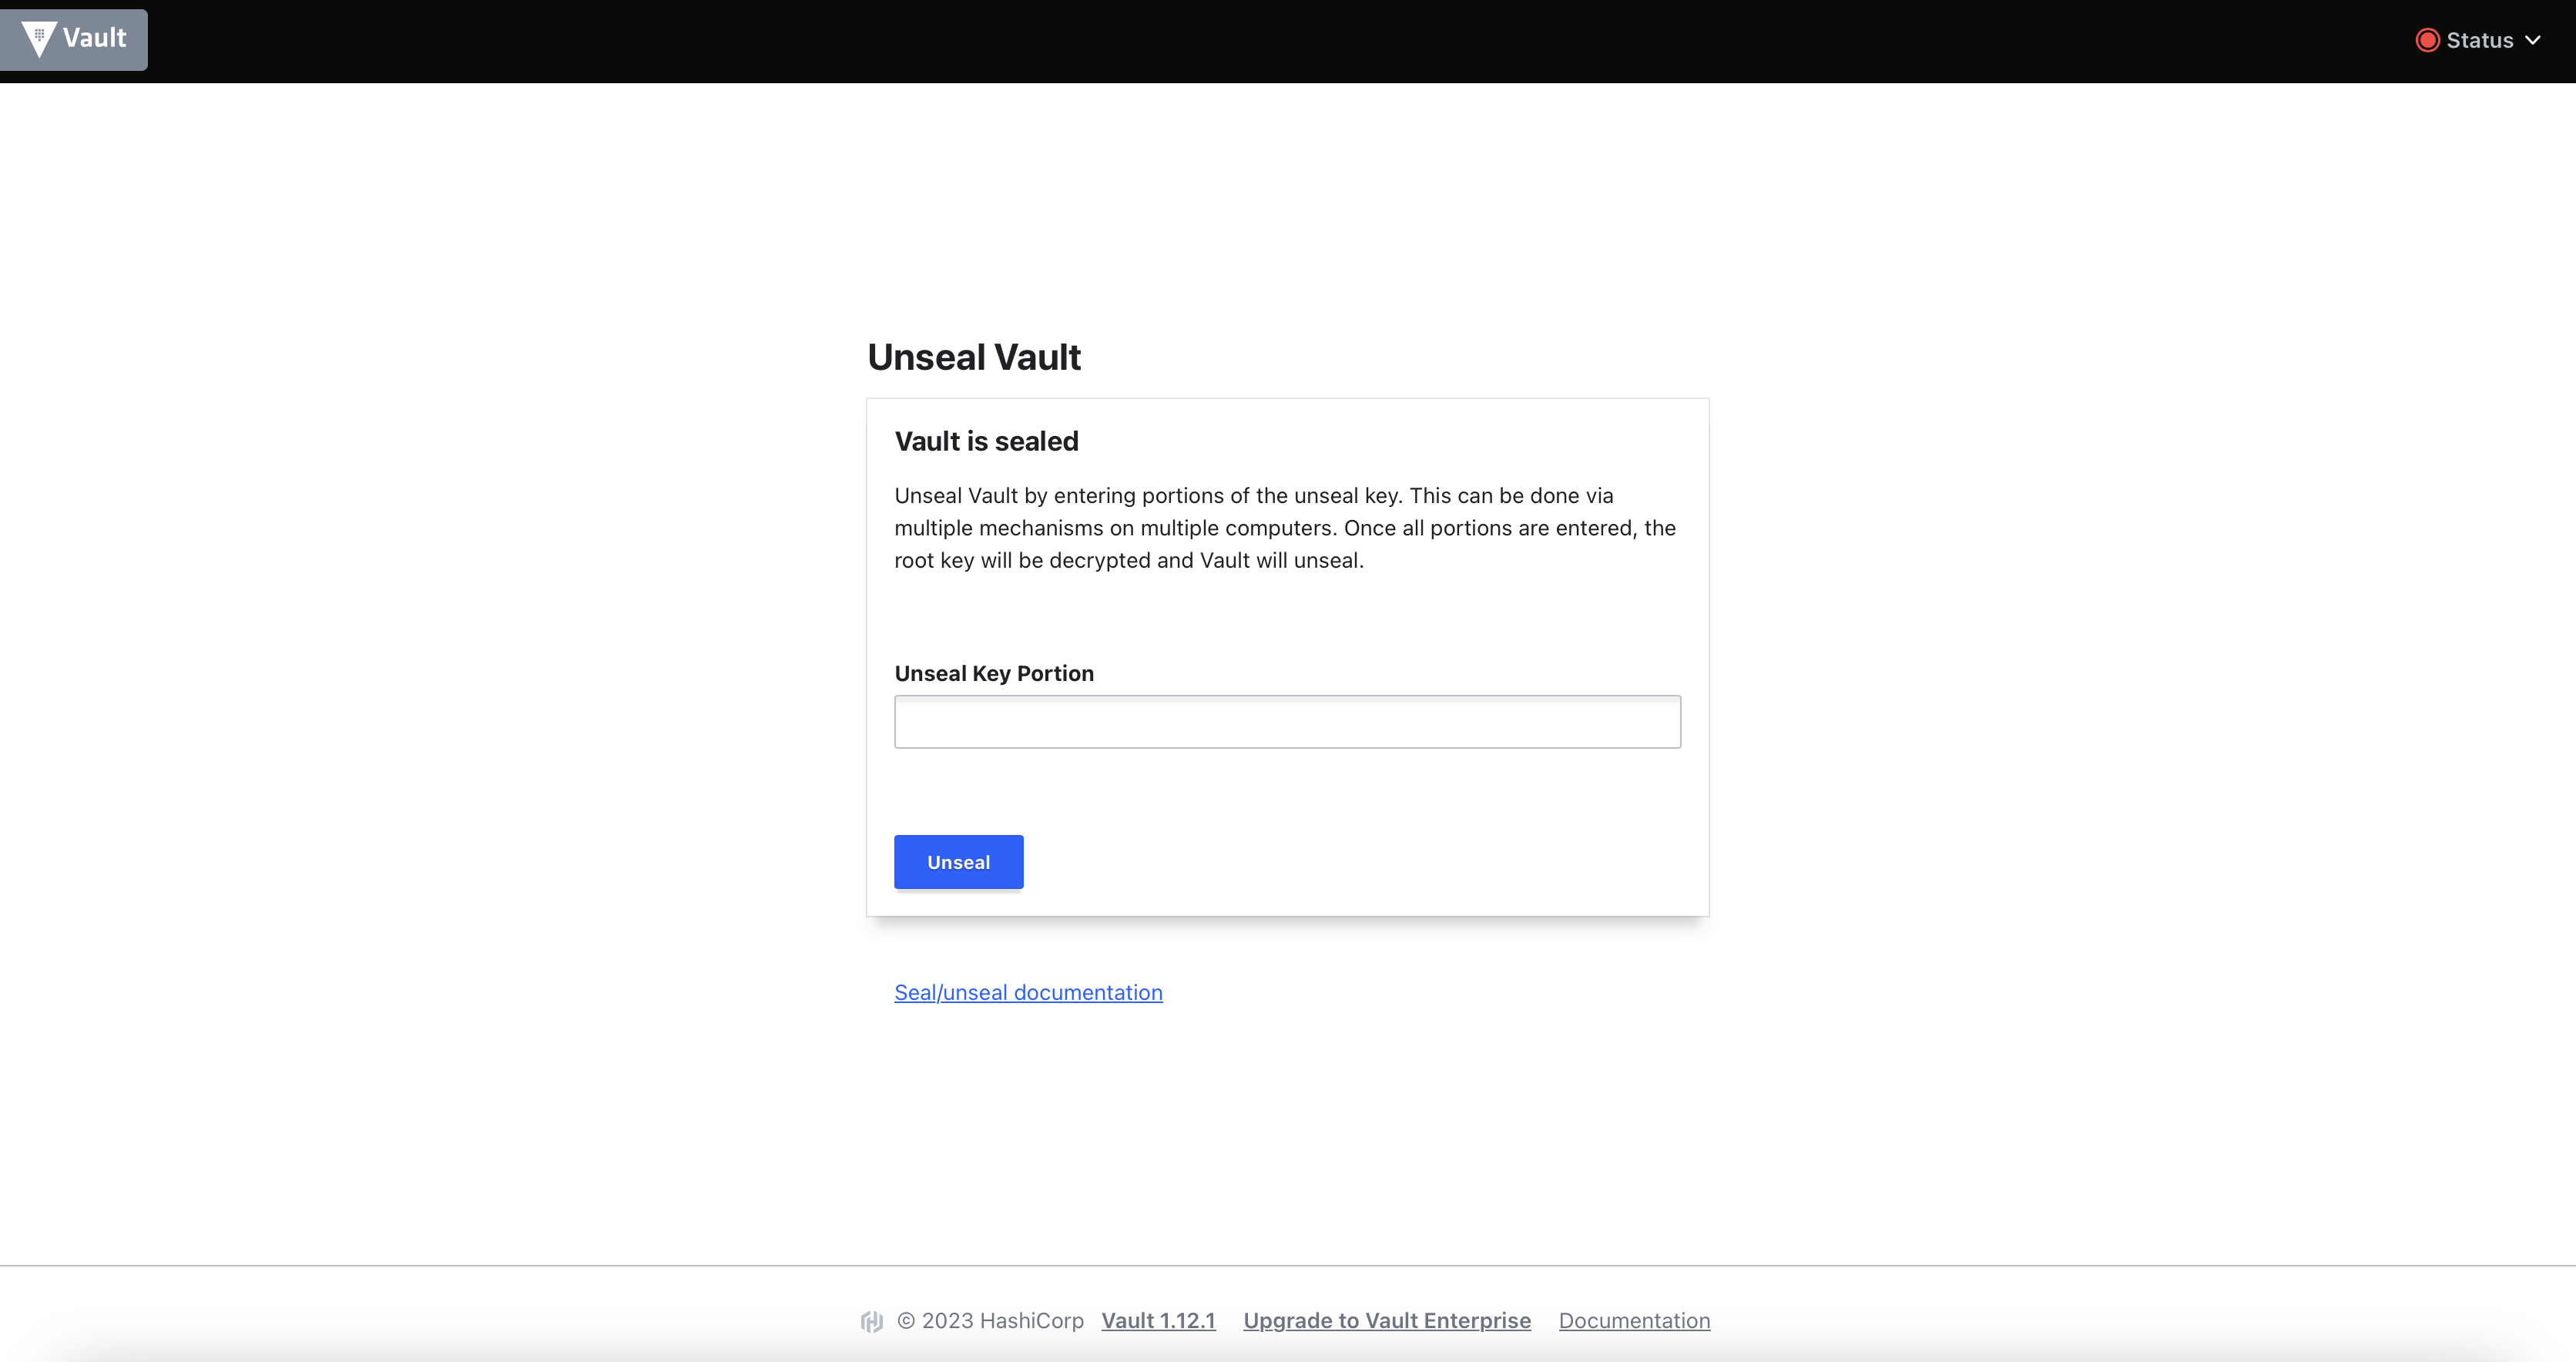 Vault
Status
Unseal Vault
Vault is sealed
Unseal Vault by entering portions of the unseal key. This can be done via
multiple mechanisms on multiple computers. Once all portions are entered, the
root key will be decrypted and Vault will unseal.
Unseal Key Portion
Unseal
Seal/unseal documentation
© 2023 HashiCorp Vault 1.12.1 Upgrade to Vault Enterprise Documentation